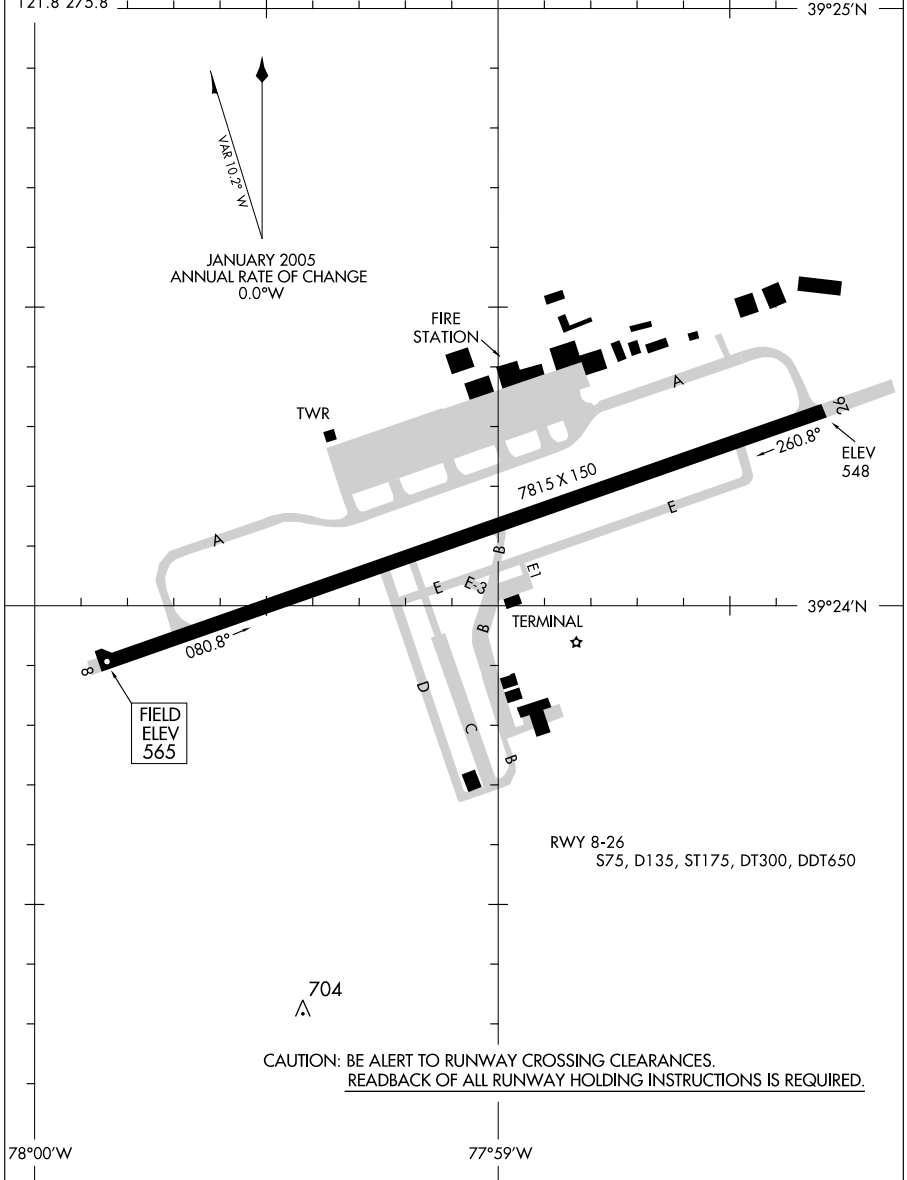 121.8 275.8
39°25'N
VAR 10.2° W
JANUARY 2005
ANNUAL RATE OF CHANGE
0.0°W
FIRE
STATION
A
TWR
26
260.8°
ELEV
548
7815 X 150
E
A
B
E1
E
E-3
39°24'N
TERMINAL
B
080.8°
8
D
FIELD
ELEV
565
C
B
RWY 8-26
S75, D135, ST175, DT300, DDT650
704
CAUTION: BE ALERT TO RUNWAY CROSSING CLEARANCES.
READBACK OF ALL RUNWAY HOLDING INSTRUCTIONS IS REQUIRED.
78°00'W
77°59'W